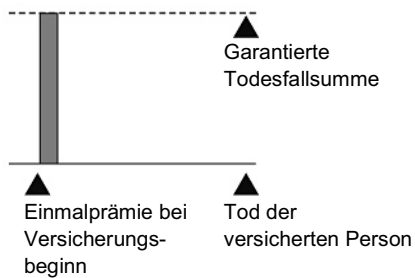 Garantierte
Todesfallsumme
Einmalprämie bei
Versicherungs-
beginn
Tod der
versicherten Person